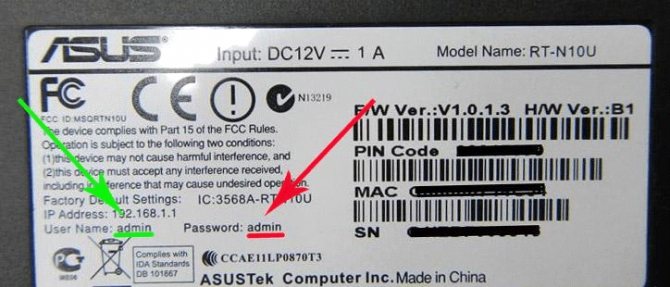 ASUS Input: DC12V 1 A Model Name: RT-N10U
FC CE N13219
FCC ID:MSQRTN10U
The device complies with Part 15 of the FCC Rules.
Operation is subject to the following two conditions:
(1)this device may not cause harmful interference, and
(2)this device must accept any interference received,
including interference that may cause undesired operation.
Factory Default Settings: IC:3568A-RTN10U
IP Address: 192.168.1.1
User Name: admin Password: admin
F/W Ver.:V1.0.1.3 H/W Ver.:B1
PIN Code
MAC
SN
Complies with
IDA Standards
DB 101867
CCAE11LP0870T3
ASUSTek Computer Inc. Made in China